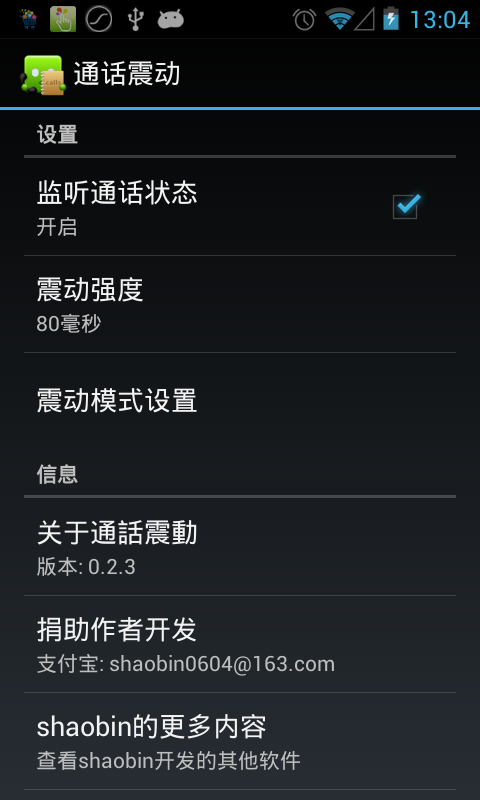 13:04
通话震动
设置
监听通话状态
开启
震动强度
80毫秒
震动模式设置
信息
关于通話震動
版本: 0.2.3
捐助作者开发
支付宝: shaobin0604@163.com
shaobin的更多内容
查看shaobin开发的其他软件